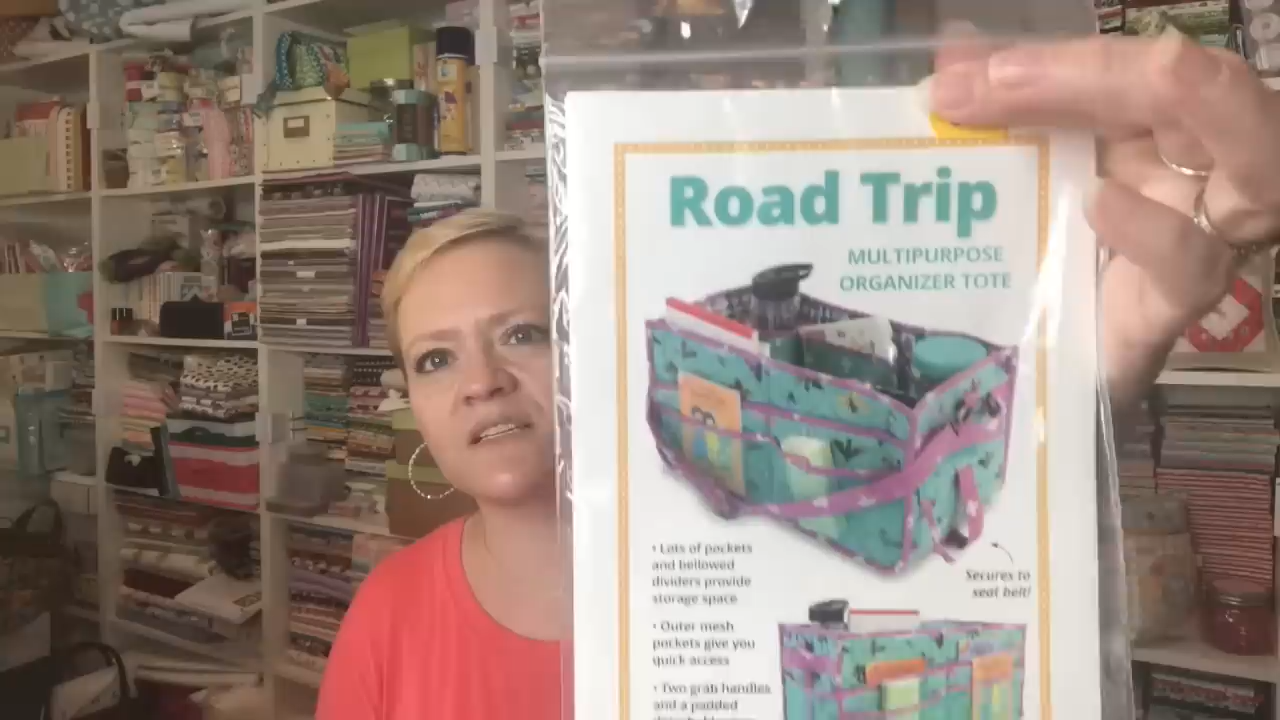 Road Trip
MULTIPURPOSE
ORGANIZER TOTE
• Lots of pockets
and bellowed
dividers provide
storage space
Secures to
seat belt!
• Outer mesh
pockets give you
quick access
• Two grab handles
and a padded